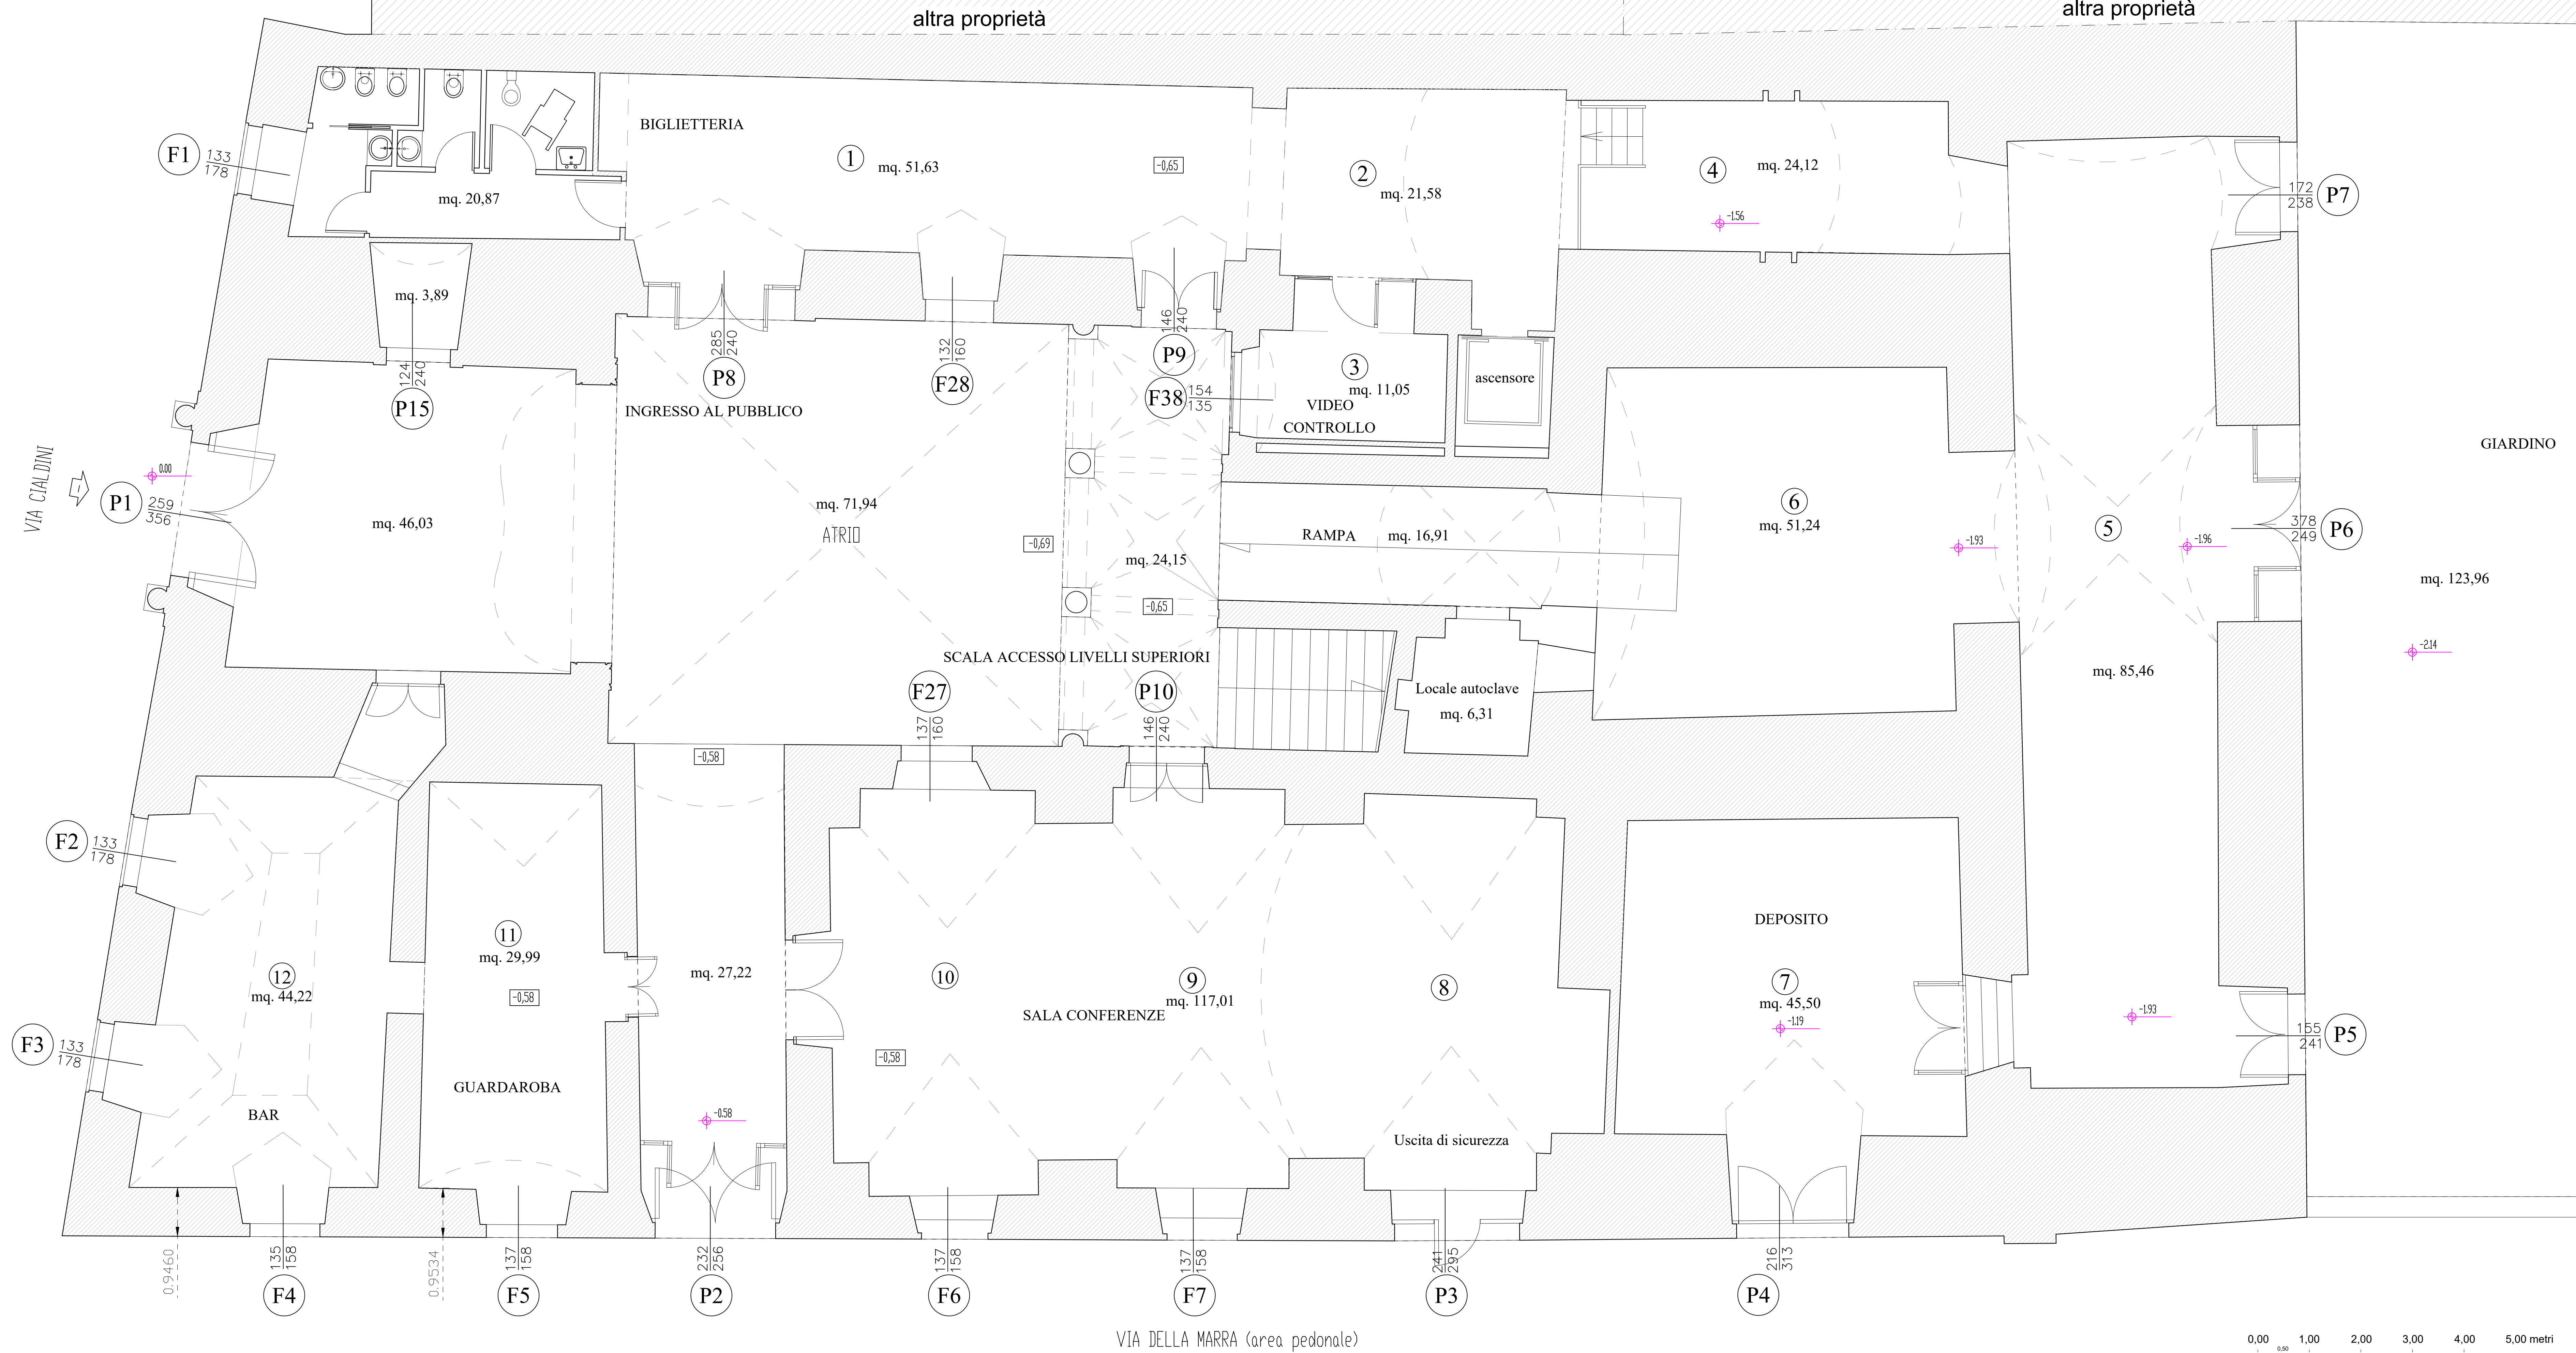 altra proprietà
altra proprietà
BIGLIETTERIA
F1
133
178
mq. 20,87
1
mq. 51,63
-0,65
2
mq. 21,58
4
mq. 24,12
-1.56
172
238
P7
mq. 3,89
124
240
P15
285
240
P8
132
160
F28
146
240
P9
F38
154
135
3
mq. 11,05
VIDEO
CONTROLLO
ascensore
INGRESSO AL PUBBLICO
GIARDINO
VIA CIALDINI
0.00
P1
259
356
mq. 46,03
mq. 71,94
ATRIO
-0,69
mq. 24,15
-0,65
RAMPA
mq. 16,91
6
mq. 51,24
-1.93
5
-1.96
378
249
P6
mq. 123,96
-2.14
SCALA ACCESSO LIVELLI SUPERIORI
F27
137
160
P10
146
240
Locale autoclave
mq. 6,31
mq. 85,46
-0,58
F2
133
178
11
mq. 29,99
-0,58
12
mq. 44,22
mq. 27,22
10
9
mq. 117,01
8
SALA CONFERENZE
-0,58
DEPOSITO
7
mq. 45,50
-1.19
-1.93
155
241
P5
F3
133
178
BAR
GUARDAROBA
-0.58
Uscita di sicurezza
0.9460
135
158
F4
0.9534
137
158
F5
232
256
P2
137
158
F6
137
158
F7
241
295
P3
216
313
P4
VIA DELLA MARRA (area pedonale)
0,00 1,00 2,00 3,00 4,00 5,00 metri
0,50